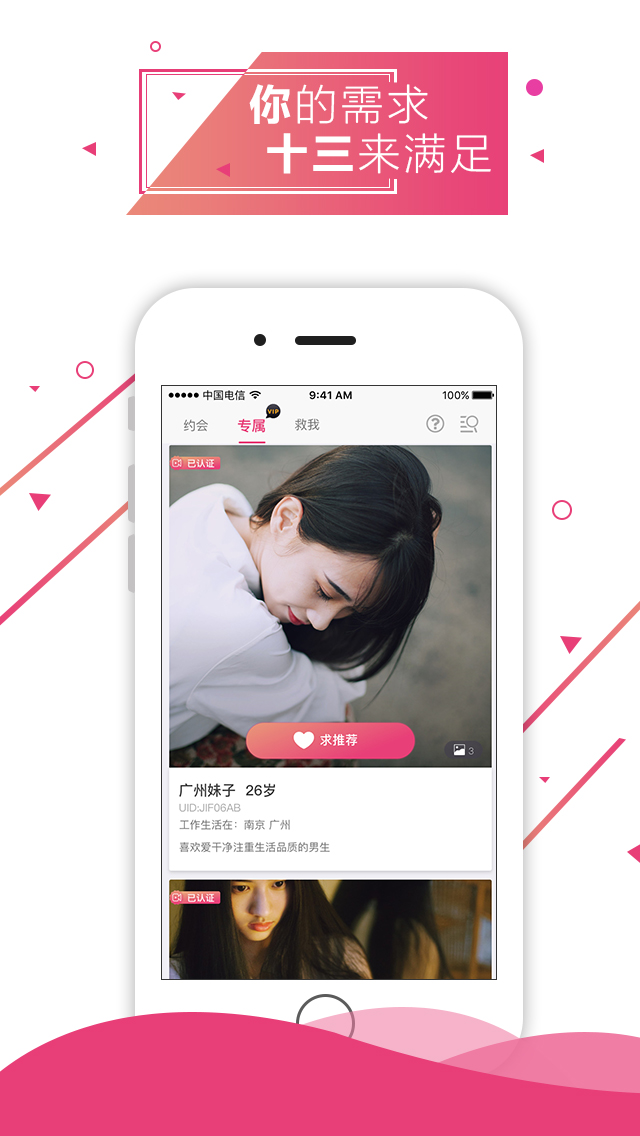 你的需求
十三来满足
中国电信 9:41 AM 100%
VIP
约会 专属 救我 ?
已认证
求推荐
3
广州妹子 26岁
UID:JIF06AB
工作生活在：南京 广州
喜欢爱干净注重生活品质的男生
已认证